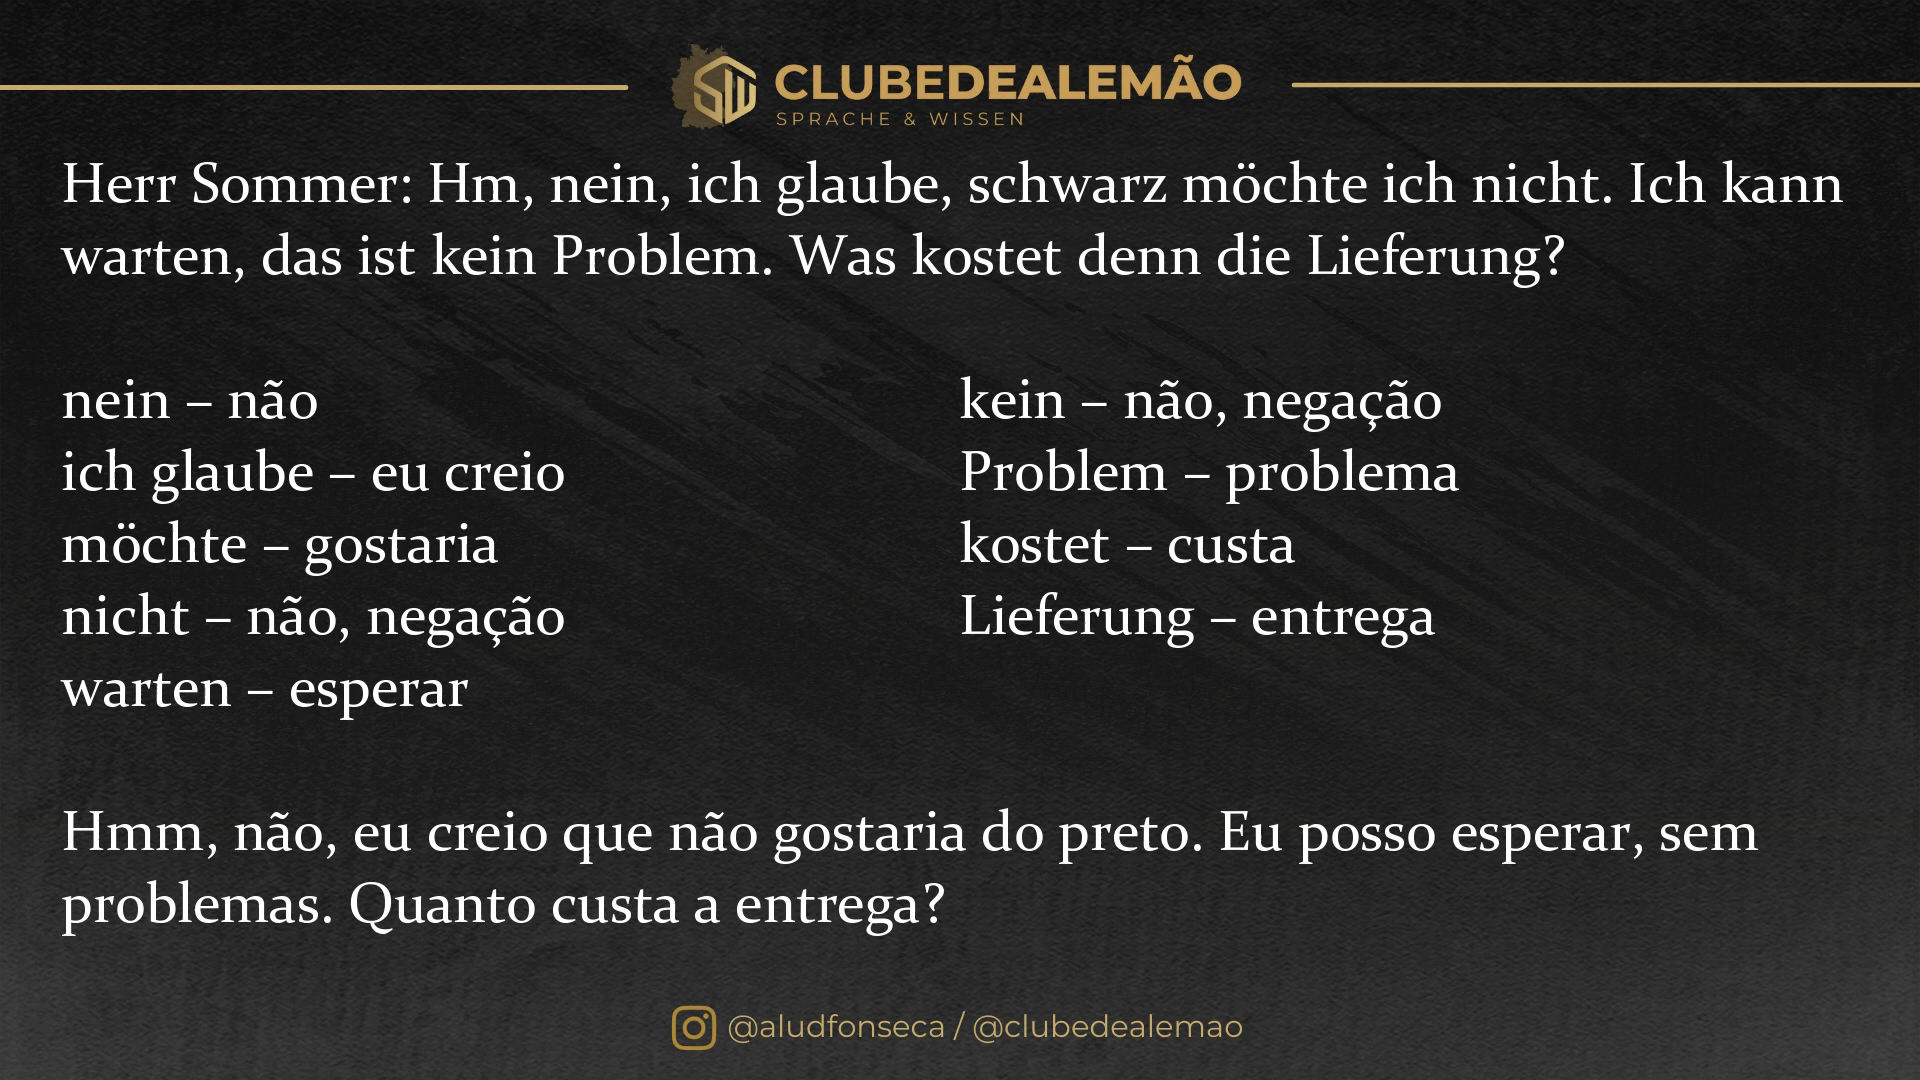 CLUBEDEALEMÃO
SPRACHE & WISSEN
Herr Sommer: Hm, nein, ich glaube, schwarz möchte ich nicht. Ich kann
warten, das ist kein Problem. Was kostet denn die Lieferung?
nein – não
ich glaube – eu creio
möchte – gostaria
nicht – não, negação
warten – esperar
kein – não, negação
Problem – problema
kostet – custa
Lieferung – entrega
Hmm, não, eu creio que não gostaria do preto. Eu posso esperar, sem
problemas. Quanto custa a entrega?
@aludfonseca / @clubedealemao